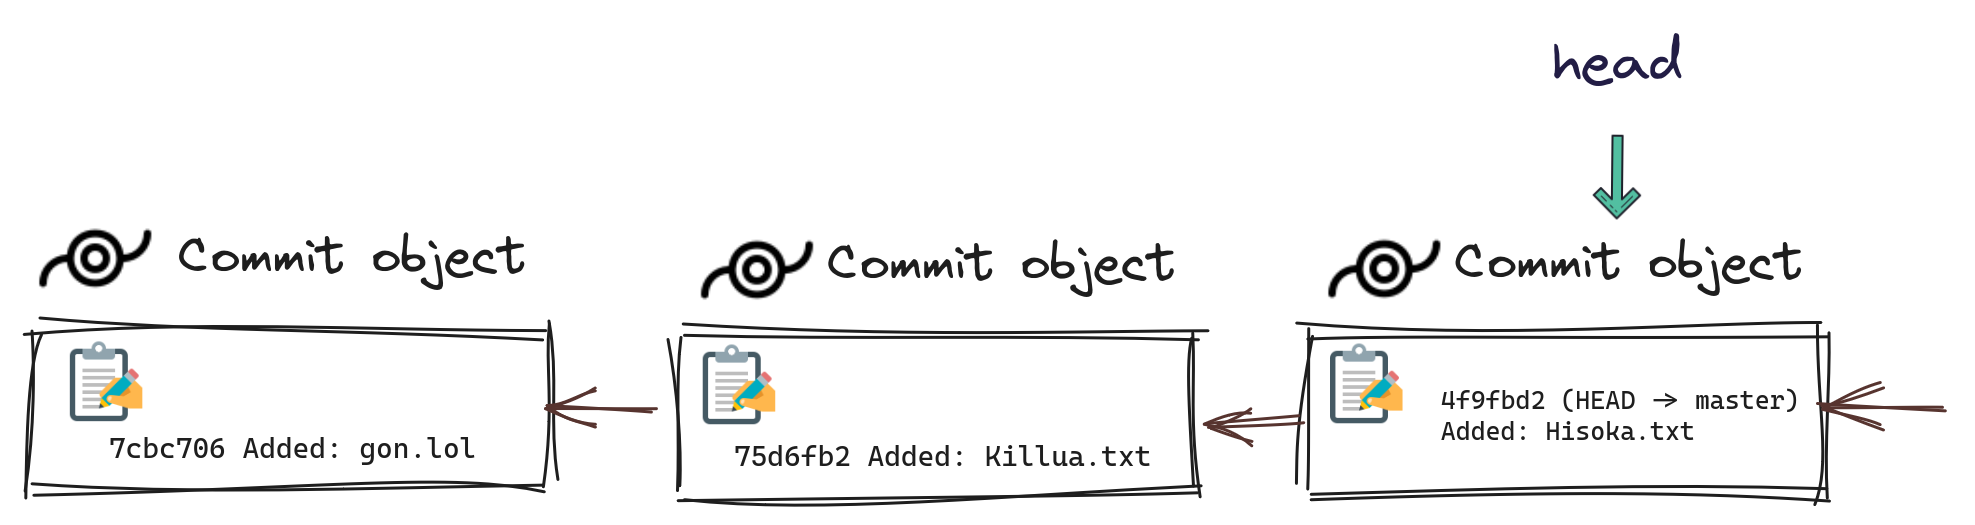 head
Commit object
Commit object
Commit object
7cbc706 Added: gon.lol
75d6fb2 Added: Killua.txt
4f9fbd2 (HEAD -> master)
Added: Hisoka.txt